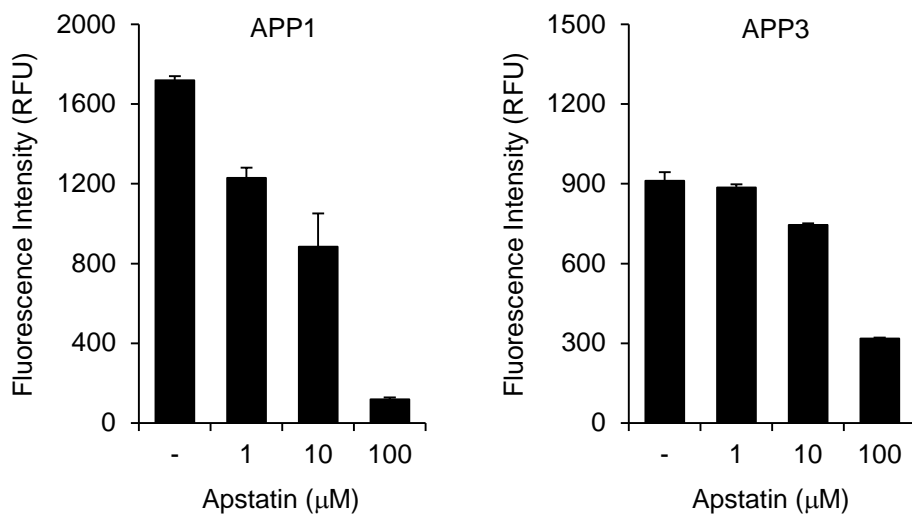 APP1
Fluorescence Intensity (RFU)
2000
1600
1200
800
400
0
- 1 10 100
Apstatin (μM)
APP3
Fluorescence Intensity (RFU)
1500
1200
900
600
300
0
- 1 10 100
Apstatin (μM)